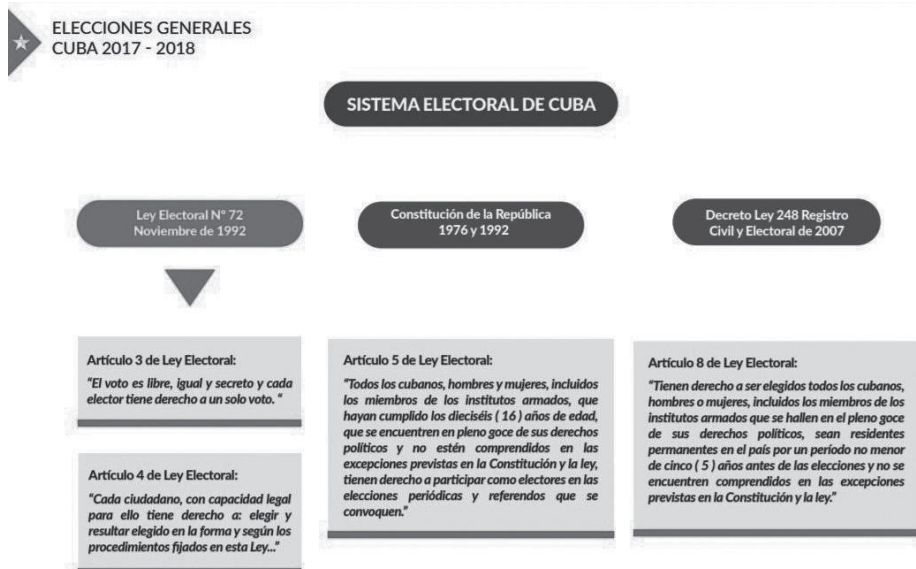 ELECCIONES GENERALES
CUBA 2017 - 2018
SISTEMA ELECTORAL DE CUBA
Ley Electoral N° 72
Noviembre de 1992
Constitución de la República
1976 y 1992
Decreto Ley 248 Registro
Civil y Electoral de 2007
Artículo 3 de Ley Electoral:
"El voto es libre, igual y secreto y cada
elector tiene derecho a un solo voto. "
Artículo 4 de Ley Electoral:
"Cada ciudadano, con capacidad legal
para ello tiene derecho a: elegir y
resultar elegido en la forma y según los
procedimientos fijados en esta Ley..."
Artículo 5 de Ley Electoral:
"Todos los cubanos, hombres y mujeres, incluidos
los miembros de los institutos armados, que
hayan cumplido los dieciséis ( 16 ) años de edad,
que se encuentren en pleno goce de sus derechos
políticos y no estén comprendidos en las
excepciones previstas en la Constitución y la ley,
tienen derecho a participar como electores en las
elecciones periódicas y referendos que se
convoquen."
Artículo 8 de Ley Electoral:
"Tienen derecho a ser elegidos todos los cubanos,
hombres o mujeres, incluidos los miembros de los
institutos armados que se hallen en el pleno goce
de sus derechos políticos, sean residentes
permanentes en el país por un período no menor
de cinco ( 5 ) años antes de las elecciones y no se
encuentren comprendidos en las excepciones
previstas en la Constitución y la ley."